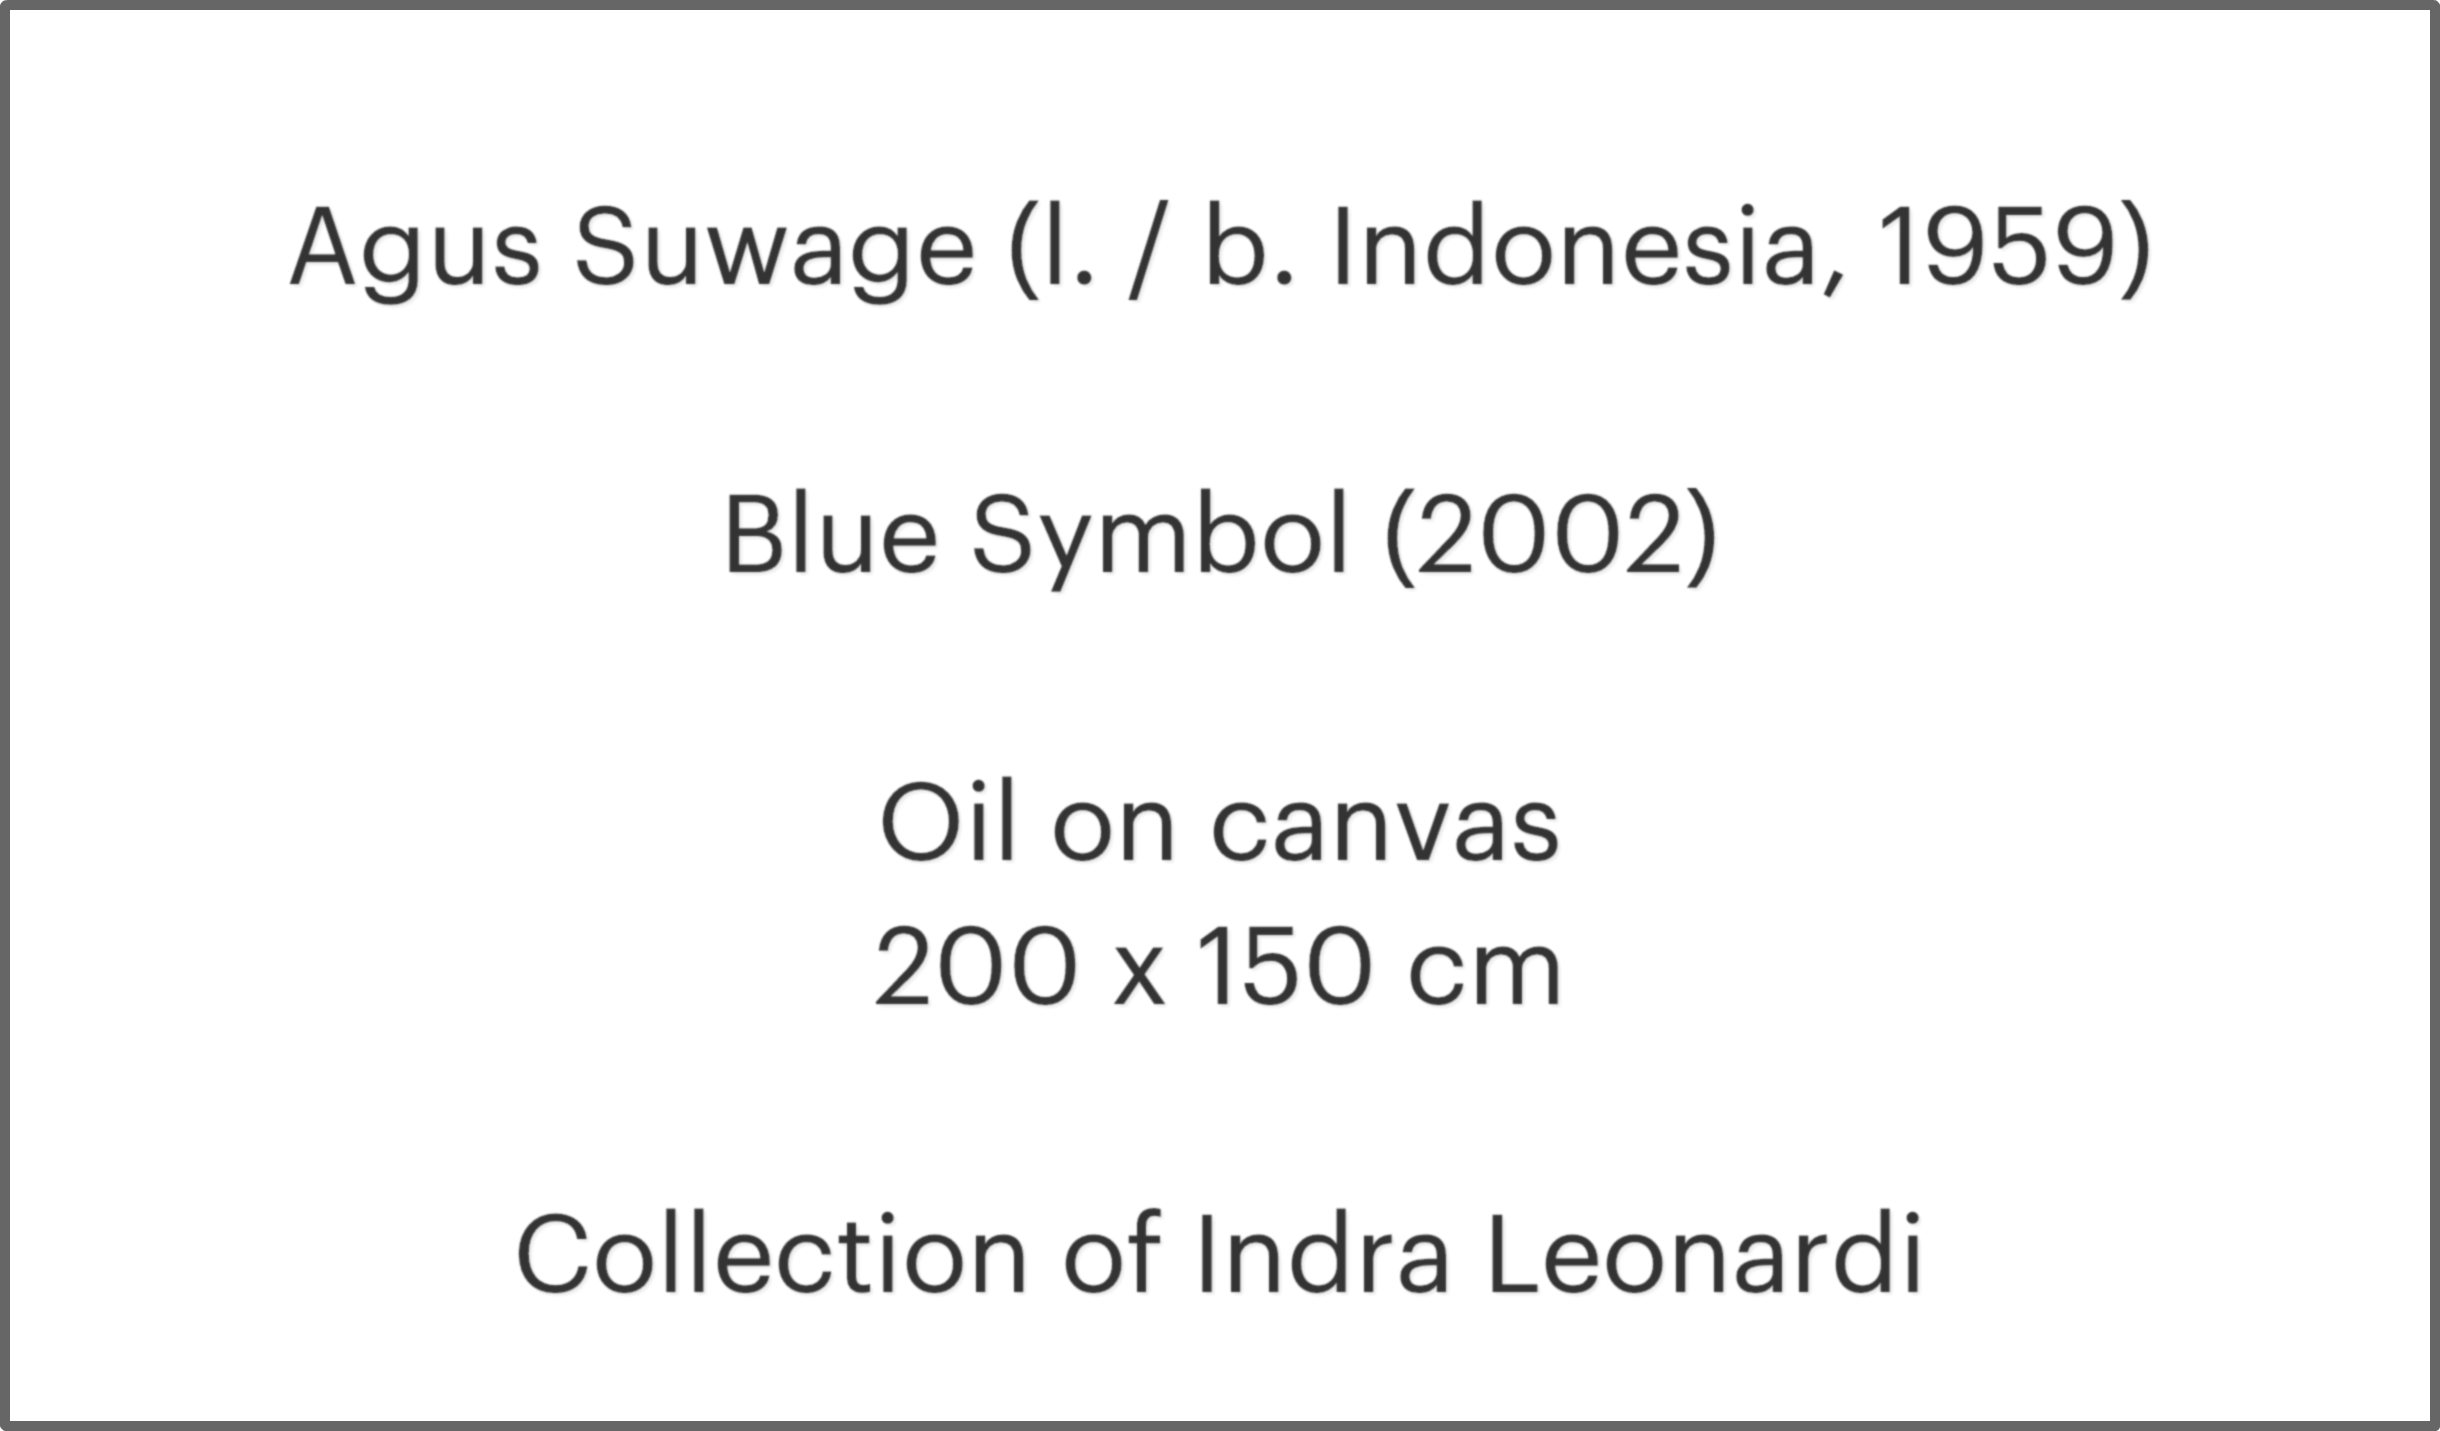 Agus Suwage (l. / b. Indonesia, 1959)
Blue Symbol (2002)
Oil on canvas
200 x 150 cm
Collection of Indra Leonardi